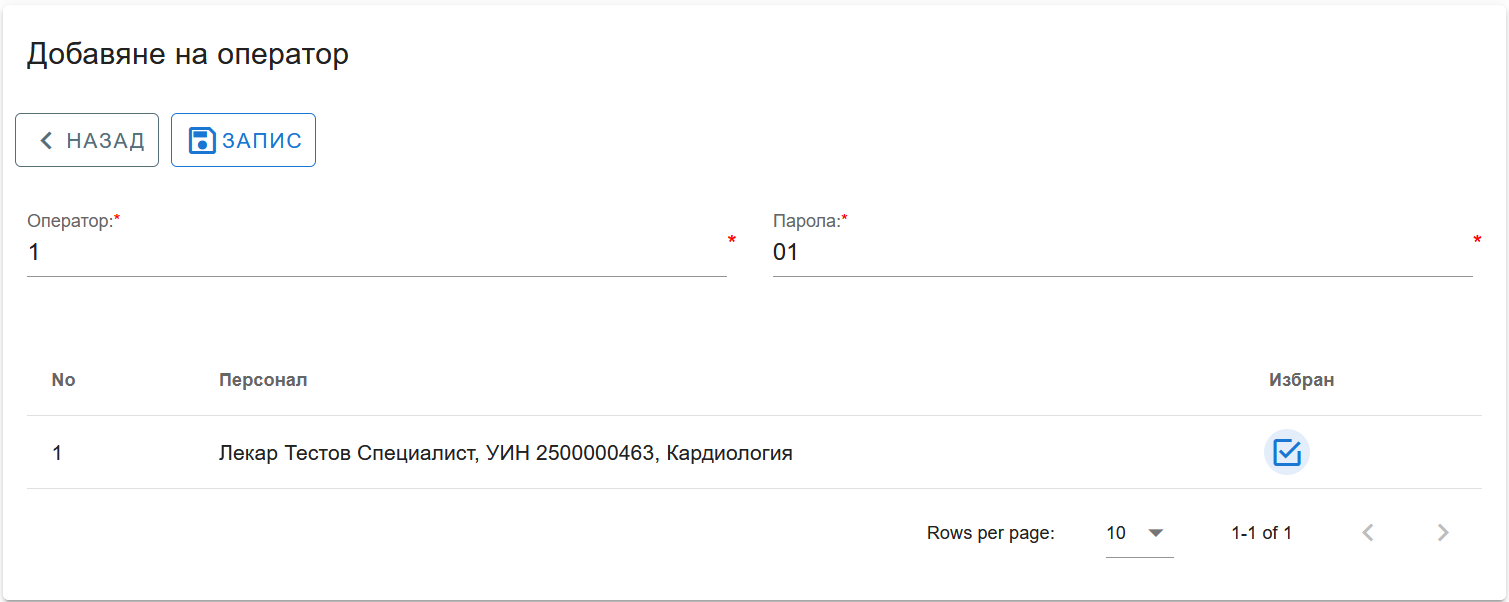 Добавяне на оператор
НАЗАД ЗАПИС
Оператор:* Парола:*
1 * 01 *
No Персонал Избран
1 Лекар Тестов Специалист, УИН 2500000463, Кардиология
Rows per page: 10 1-1 of 1